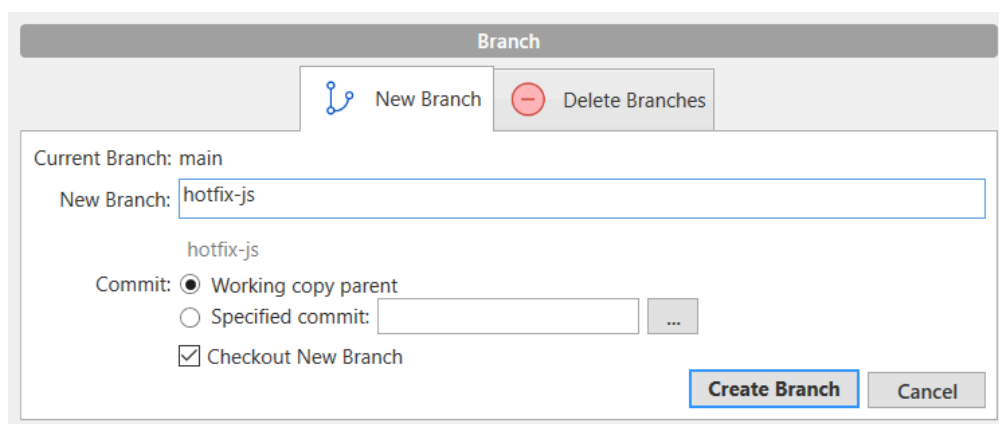 Branch
New Branch
Delete Branches
Current Branch: main
New Branch: hotfix-js
hotfix-js
Commit: Working copy parent
Specified commit: ...
Checkout New Branch
Create Branch Cancel